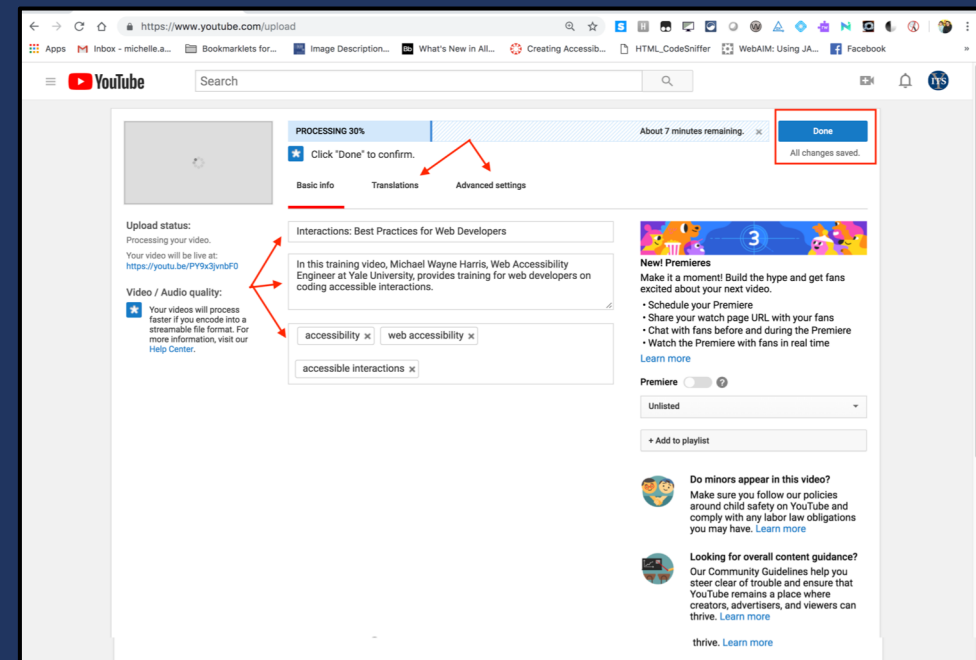 https://www.youtube.com/upload
Apps M Inbox - michelle.a... Bookmarklets for... Image Description... Bb What's New in All... Creating Accessib... HTML_CodeSniffer WebAIM: Using JA... Facebook »
YouTube Search ITS
PROCESSING 30% About 7 minutes remaining. × Done
Click "Done" to confirm. All changes saved.
Basic info Translations Advanced settings
Upload status:
Processing your video.
Your video will be live at:
https://youtu.be/PY9x3jvnbF0
Video / Audio quality:
Your videos will process
faster if you encode into a
streamable file format. For
more information, visit our
Help Center.
Interactions: Best Practices for Web Developers
In this training video, Michael Wayne Harris, Web Accessibility
Engineer at Yale University, provides training for web developers on
coding accessible interactions.
accessibility × web accessibility ×
accessible interactions ×
3
New! Premieres
Make it a moment! Build the hype and get fans
excited about your next video.
• Schedule your Premiere
• Share your watch page URL with your fans
• Chat with fans before and during the Premiere
• Watch the Premiere with fans in real time
Learn more
Premiere ?
Unlisted
+ Add to playlist
Do minors appear in this video?
Make sure you follow our policies
around child safety on YouTube and
comply with any labor law obligations
you may have. Learn more
Looking for overall content guidance?
Our Community Guidelines help you
steer clear of trouble and ensure that
YouTube remains a place where
creators, advertisers, and viewers can
thrive. Learn more
thrive. Learn more